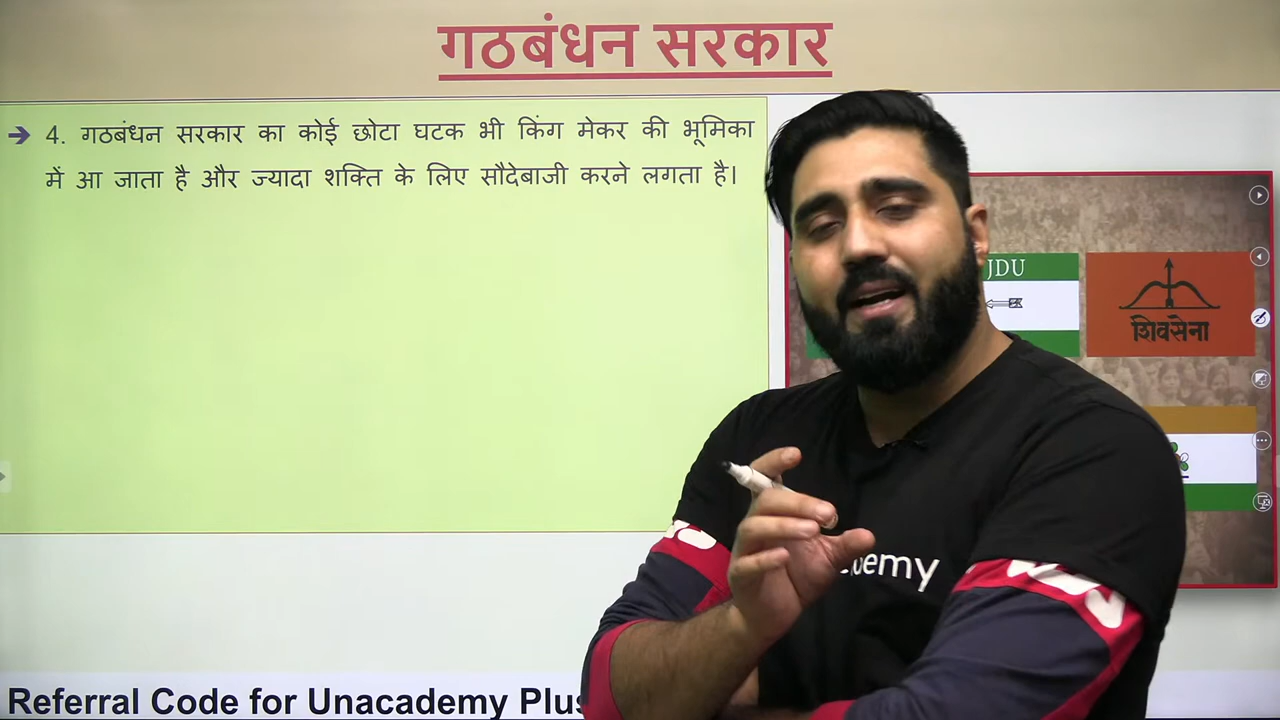 गठबंधन सरकार
4. गठबंधन सरकार का कोई छोटा घटक भी किंग मेकर की भूमिका
में आ जाता है और ज्यादा शक्ति के लिए सौदेबाजी करने लगता है।
JDU
शिवसेना
demy
Referral Code for Unacademy Plus